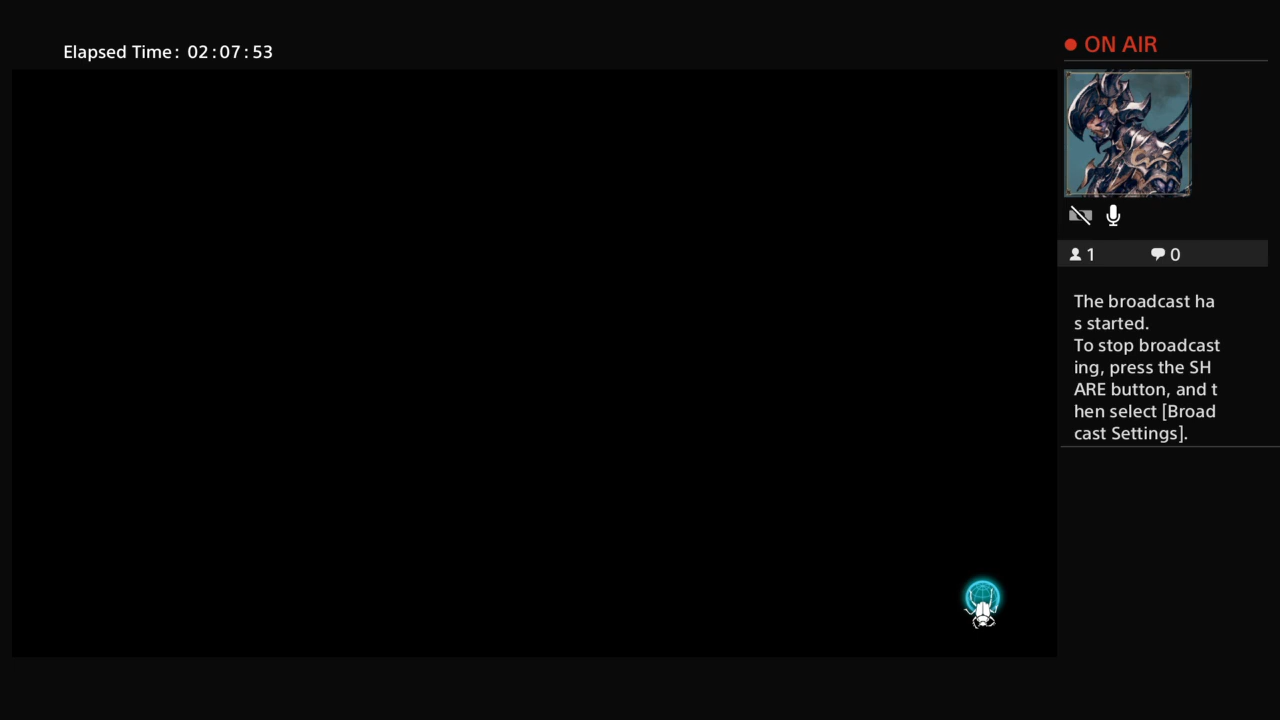 Elapsed Time: 02:07:53
ON AIR
1
0
The broadcast ha
s started.
To stop broadcast
ing, press the SH
ARE button, and t
hen select [Broad
cast Settings].